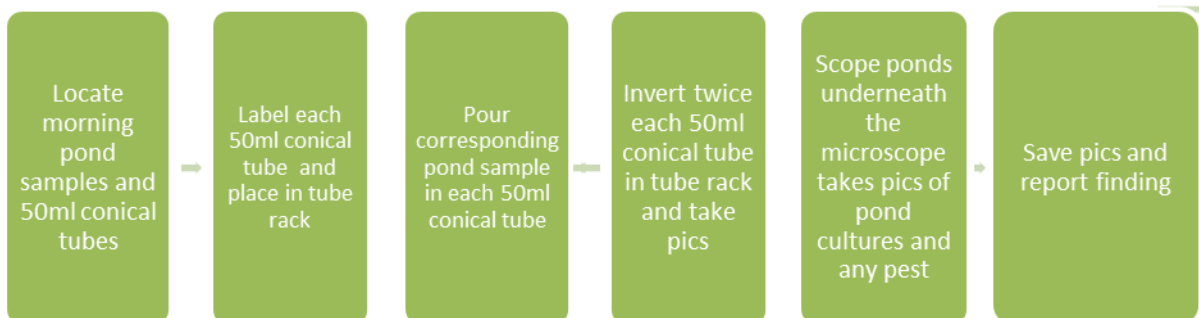 Locate
morning
pond
samples and
50ml conical
tubes
Label each
50ml conical
tube and
place in tube
rack
Pour
corresponding
pond sample
in each 50ml
conical tube
Invert twice
each 50ml
conical tube
in tube rack
and take
pics
Scope ponds
underneath
the
microscope
takes pics of
pond
cultures and
any pest
Save pics and
report finding